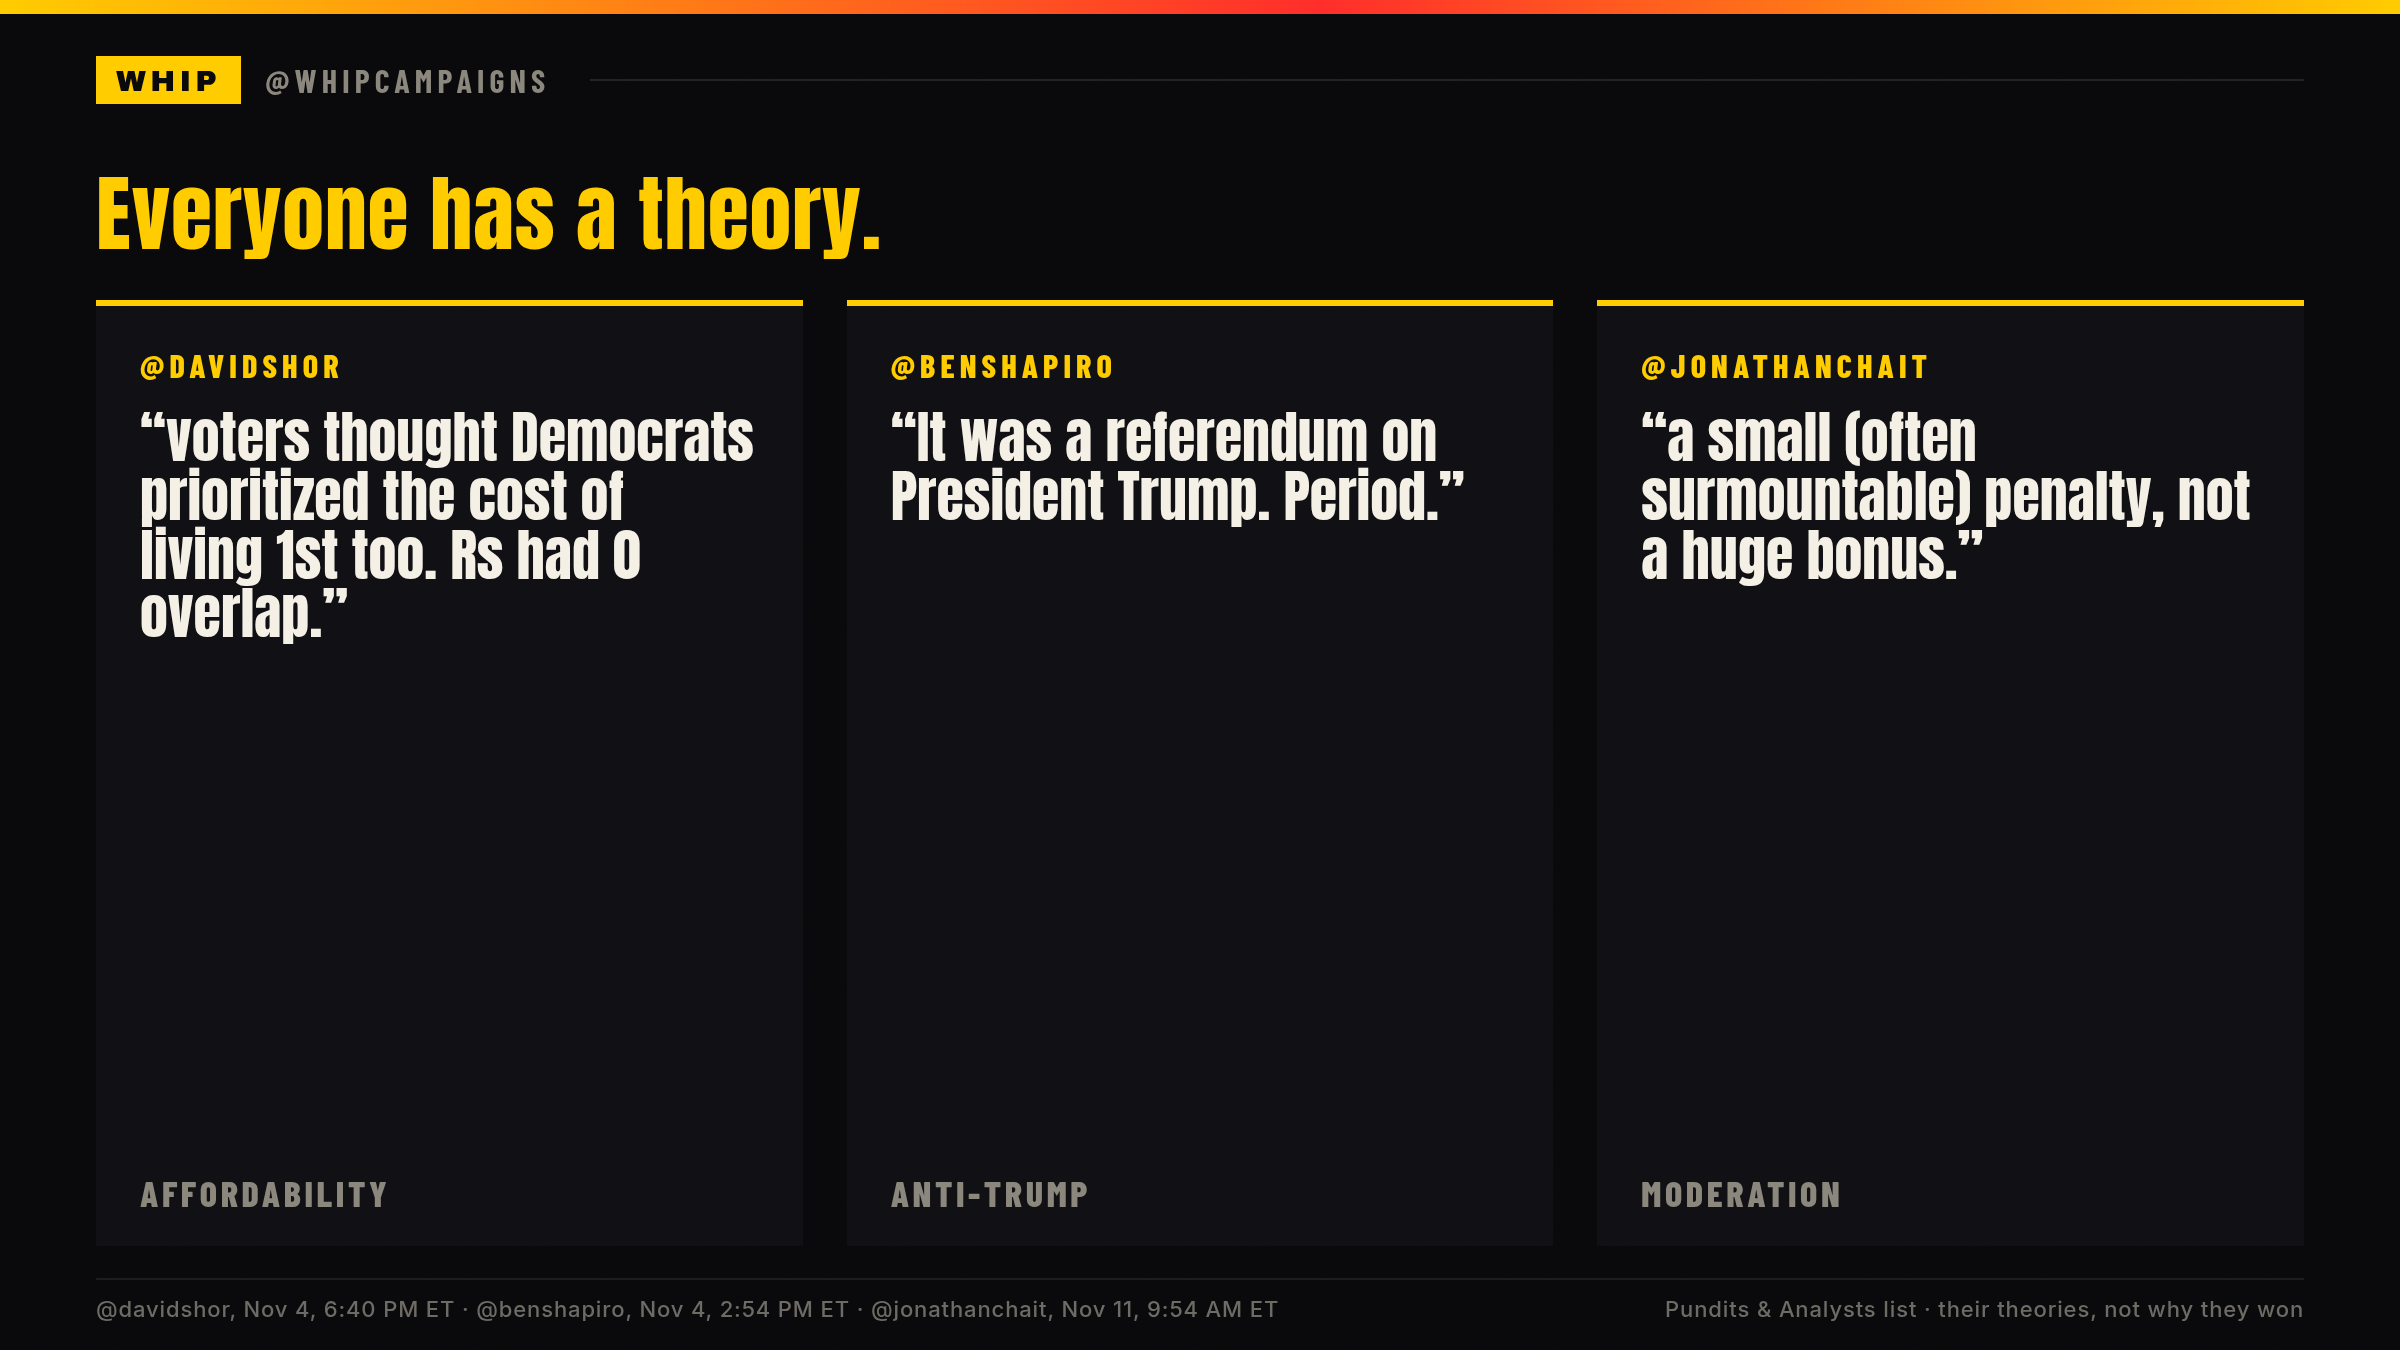 WHIP @WHIPCAMPAIGNS
Everyone has a theory.
@DAVIDSHOR
“voters thought Democrats
prioritized the cost of
living 1st too. Rs had 0
overlap.”
AFFORDABILITY
@BENSHAPIRO
“It was a referendum on
President Trump. Period.”
ANTI-TRUMP
@JONATHANCHAIT
“a small (often
surmountable) penalty, not
a huge bonus.”
MODERATION
@davidshor, Nov 4, 6:40 PM ET · @benshapiro, Nov 4, 2:54 PM ET · @jonathanchait, Nov 11, 9:54 AM ET
Pundits & Analysts list · their theories, not why they won